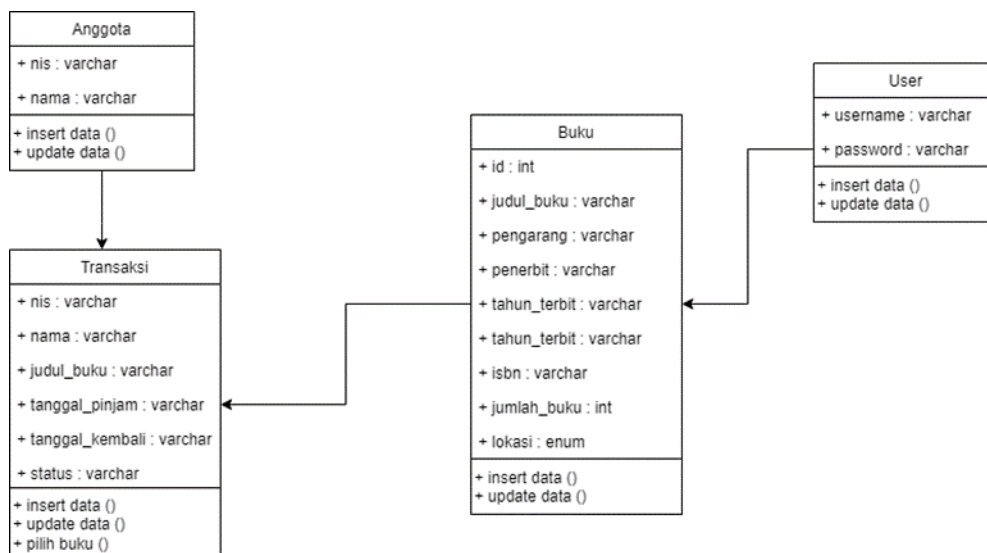 Anggota
+ nis : varchar
+ nama : varchar
+ insert data ()
+ update data ()
Transaksi
+ nis : varchar
+ nama : varchar
+ judul_buku : varchar
+ tanggal_pinjam : varchar
+ tanggal_kembali : varchar
+ status : varchar
+ insert data ()
+ update data ()
+ pilih buku ()
Buku
+ id : int
+ judul_buku : varchar
+ pengarang : varchar
+ penerbit : varchar
+ tahun_terbit : varchar
+ tahun_terbit : varchar
+ isbn : varchar
+ jumlah_buku : int
+ lokasi : enum
+ insert data ()
+ update data ()
User
+ username : varchar
+ password : varchar
+ insert data ()
+ update data ()